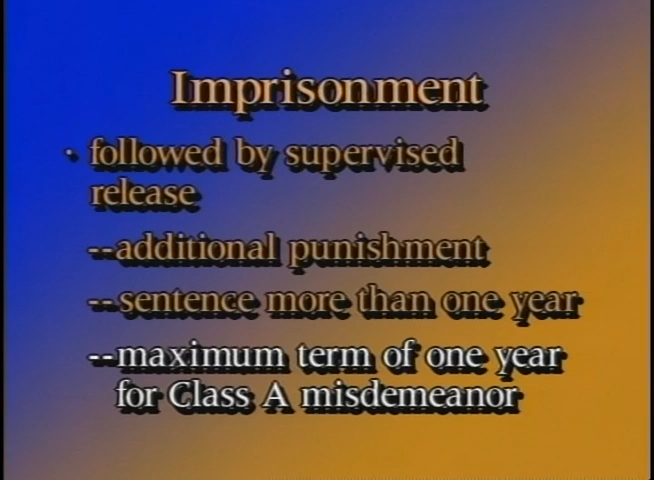 Imprisonment
· followed by supervised
release
--additional punishment
--sentence more than one year
--maximum term of one year
for Class A misdemeanor